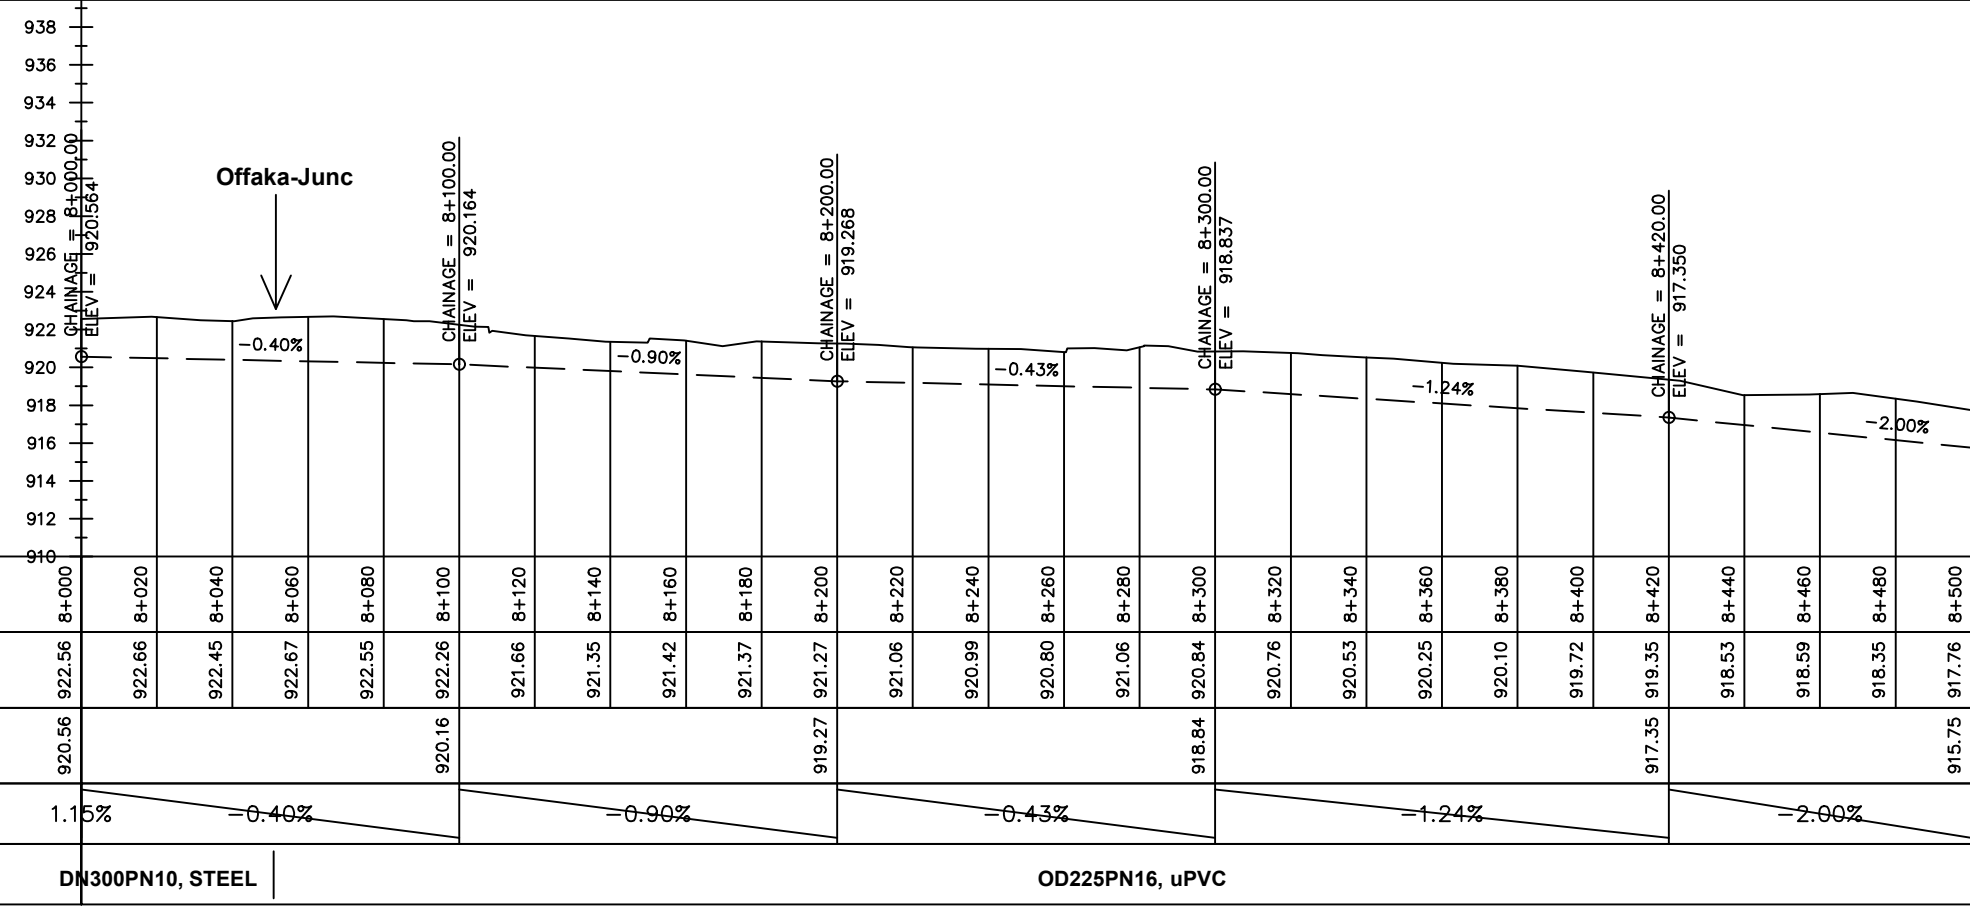 938
936
934
932
930
928
926
924
922
920
918
916
914
912
910
CHAINAGE = 8+000.00
ELEV = 920.564
Offaka-Junc
CHAINAGE = 8+100.00
ELEV = 920.164
CHAINAGE = 8+200.00
ELEV = 919.268
CHAINAGE = 8+300.00
ELEV = 918.837
CHAINAGE = 8+420.00
ELEV = 917.350
-0.40%
-0.90%
-0.43%
-1.24%
-2.00%
8+000 8+020 8+040 8+060 8+080 8+100 8+120 8+140 8+160 8+180 8+200 8+220 8+240 8+260 8+280 8+300 8+320 8+340 8+360 8+380 8+400 8+420 8+440 8+460 8+480 8+500
922.56 922.66 922.45 922.67 922.55 922.26 921.66 921.35 921.42 921.37 921.27 921.06 920.99 920.80 921.06 920.84 920.76 920.53 920.25 920.10 919.72 919.35 918.53 918.59 918.35 917.76
920.56 920.16 919.27 918.84 917.35 915.75
1.15% -0.40% -0.90% -0.43% -1.24% -2.00%
DN300PN10, STEEL OD225PN16, uPVC